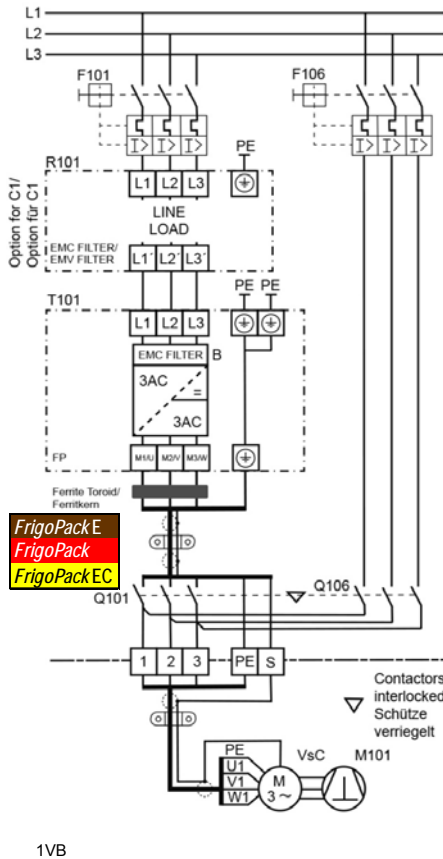 L1
L2
L3
F101
F106
I> I> I>
I> I> I>
R101
PE
Option for C1/
Option für C1
L1 L2 L3
LINE
LOAD
EMC FILTER/
EMV FILTER
L1´ L2´ L3´
T101
PE PE
L1 L2 L3
EMC FILTER
B
3AC
=
3AC
FP
M1/U M2/V M3/W
Ferrite Toroid/
Ferritkern
FrigoPack E
FrigoPack
FrigoPack EC
Q101
Q106
1 2 3 PE S
Contactors
interlocked
Schütze
verriegelt
PE
U1
V1
W1
M
3 ~
VsC
M101
1VB